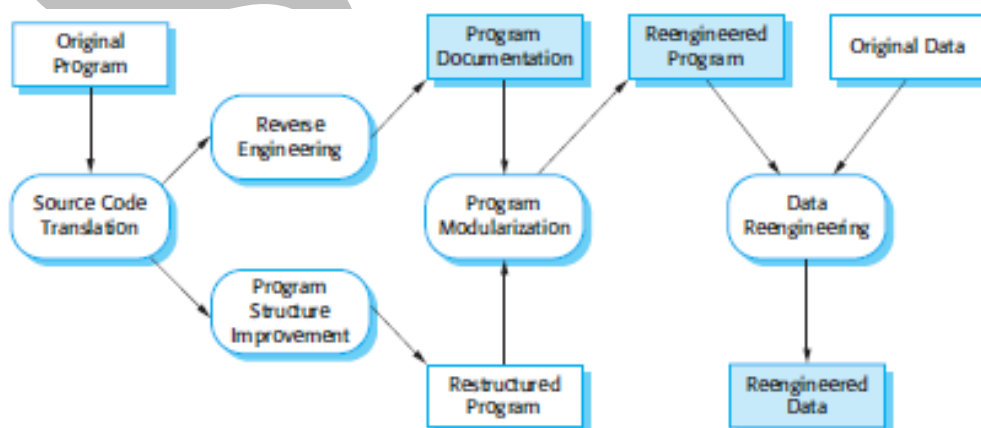 Original
Program
Program
Documentation
Reengineered
Program
Original Data
Reverse
Engineering
Source Code
Translation
Program
Modularization
Data
Reengineering
Program
Structure
Improvement
Restructured
Program
Reengineered
Data